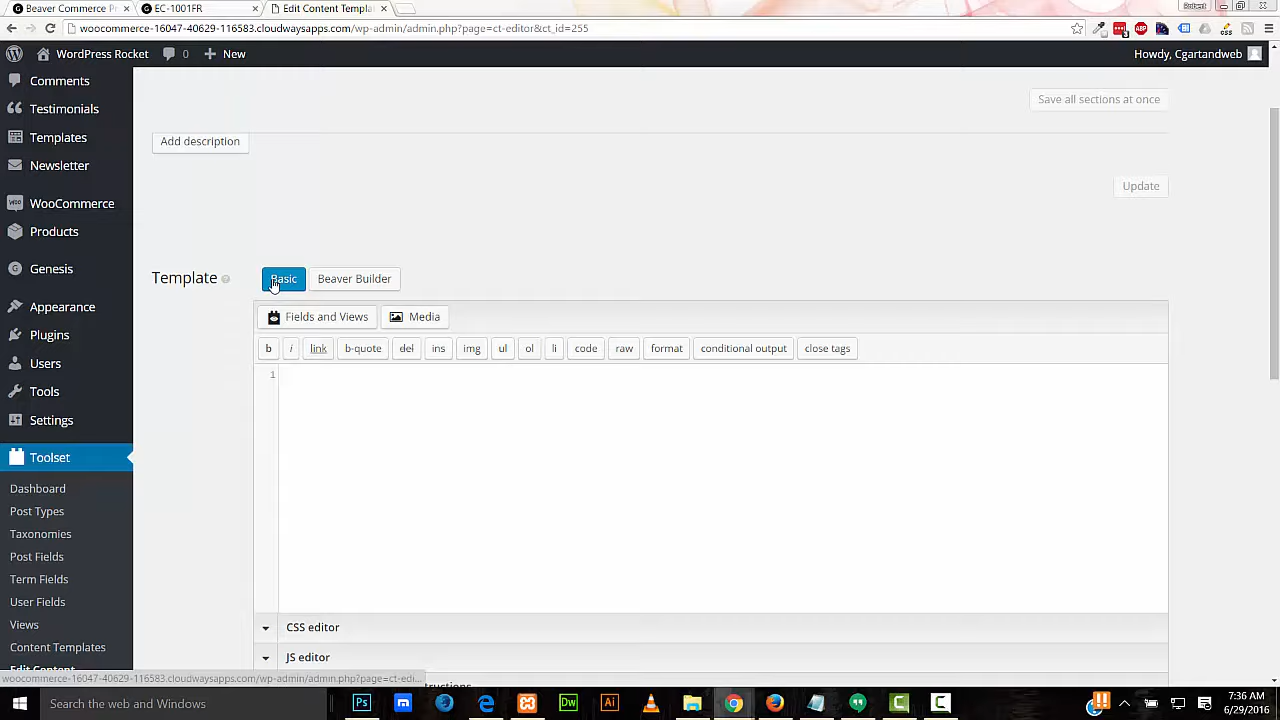 Beaver Commerce Pr
EC-1001FR
Edit Content Templa
Robert
woocommerce-16047-40629-116583.cloudwaysapps.com/wp-admin/admin.php?page=ct-editor&ct_id=255
WordPress Rocket
0
New
Howdy, Cgartandweb
Comments
Testimonials
Templates
Newsletter
WooCommerce
Products
Genesis
Appearance
Plugins
Users
Tools
Settings
Toolset
Dashboard
Post Types
Taxonomies
Post Fields
Term Fields
User Fields
Views
Content Templates
Edit Content
Save all sections at once
Add description
Update
Template
Basic
Beaver Builder
Fields and Views
Media
b
i
link
b-quote
del
ins
img
ul
ol
li
code
raw
format
conditional output
close tags
1
CSS editor
JS editor
woocommerce-16047-40629-116583.cloudwaysapps.com/wp-admin/admin.php?page=ct-edi...
Search the web and Windows
7:36 AM
6/29/2016